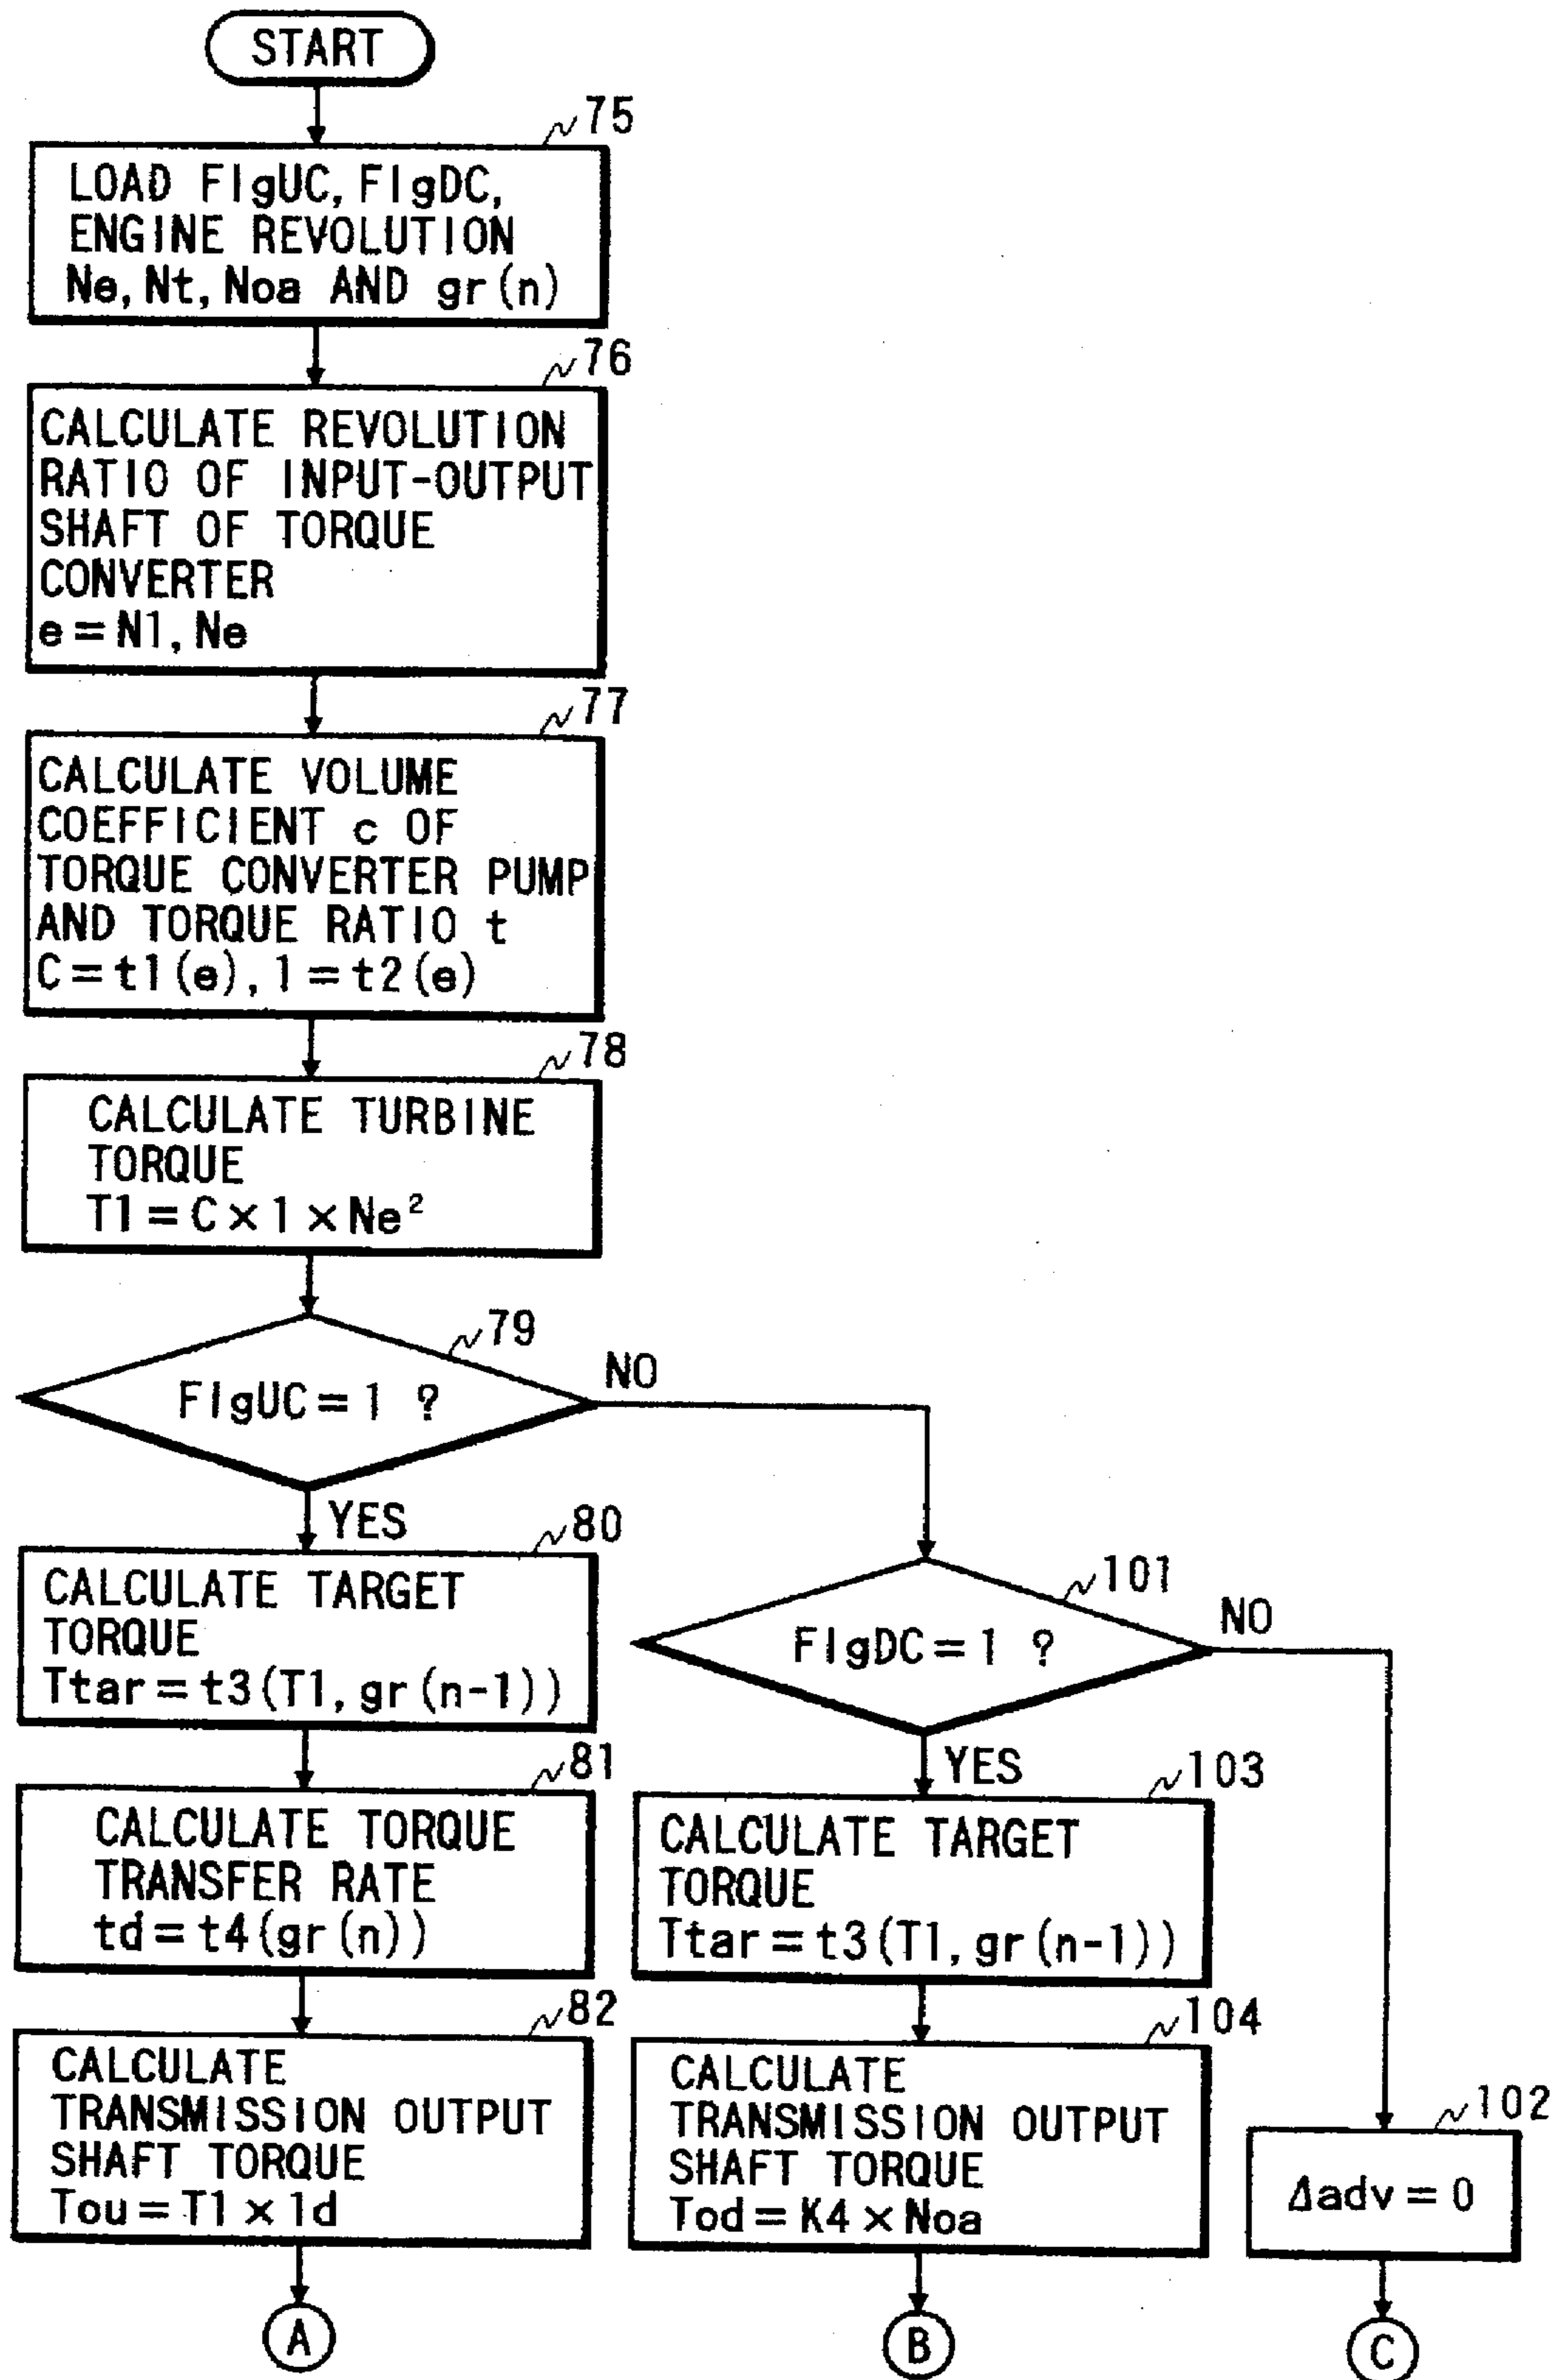 START
75
LOAD FlgUC, FlgDC,
ENGINE REVOLUTION
Ne, Nt, Noa AND gr(n)
76
CALCULATE REVOLUTION
RATIO OF INPUT-OUTPUT
SHAFT OF TORQUE
CONVERTER
e=N1, Ne
77
CALCULATE VOLUME
COEFFICIENT c OF
TORQUE CONVERTER PUMP
AND TORQUE RATIO t
C=t1(e), 1=t2(e)
78
CALCULATE TURBINE
TORQUE
T1=C×1×Ne²
79
FlgUC=1 ?
NO
YES
80
CALCULATE TARGET
TORQUE
Ttar=t3(T1, gr(n-1))
81
CALCULATE TORQUE
TRANSFER RATE
td=t4(gr(n))
82
CALCULATE
TRANSMISSION OUTPUT
SHAFT TORQUE
Tou=T1×1d
A
101
FlgDC=1 ?
NO
YES
103
CALCULATE TARGET
TORQUE
Ttar=t3(T1, gr(n-1))
104
CALCULATE
TRANSMISSION OUTPUT
SHAFT TORQUE
Tod=K4×Noa
B
102
Δadv=0
C